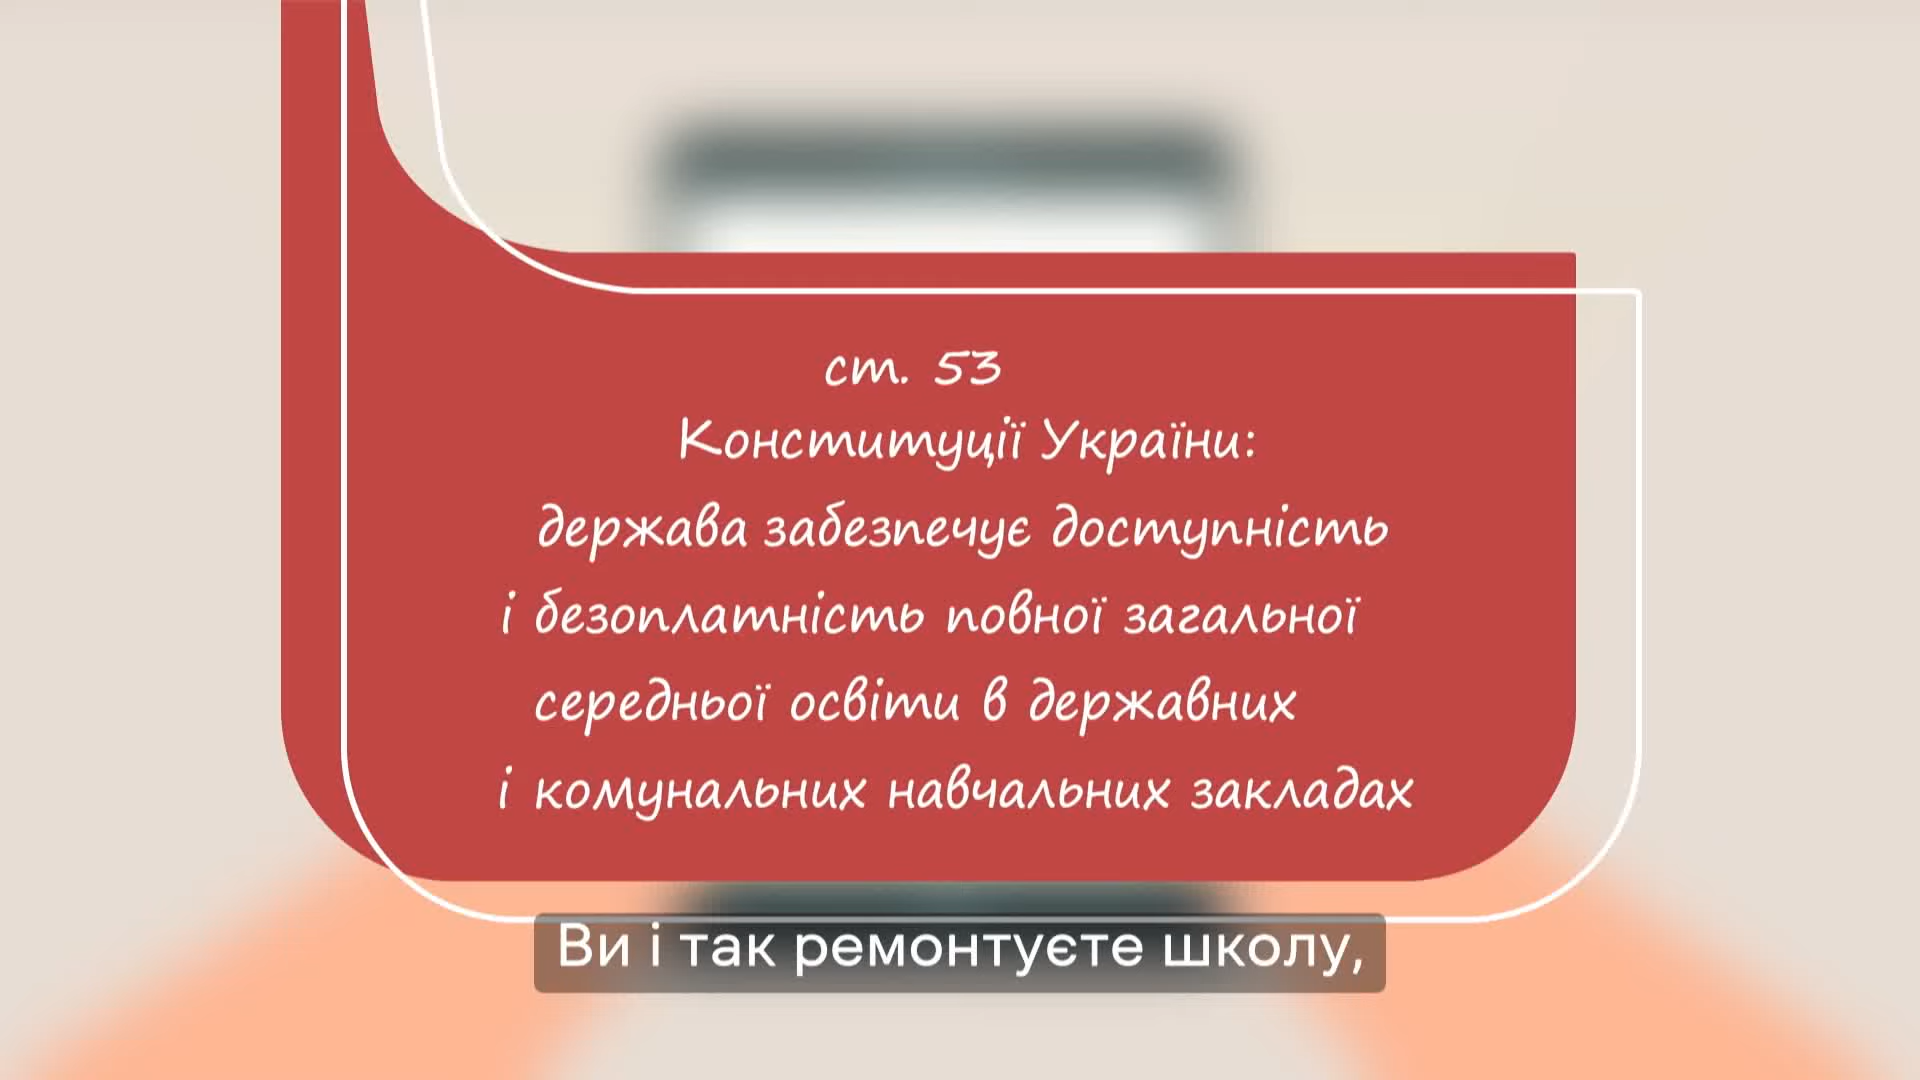 ст. 53
Конституції України:
держава забезпечує доступність
і безоплатність повної загальної
середньої освіти в державних
і комунальних навчальних закладах
Ви і так ремонтуєте школу,